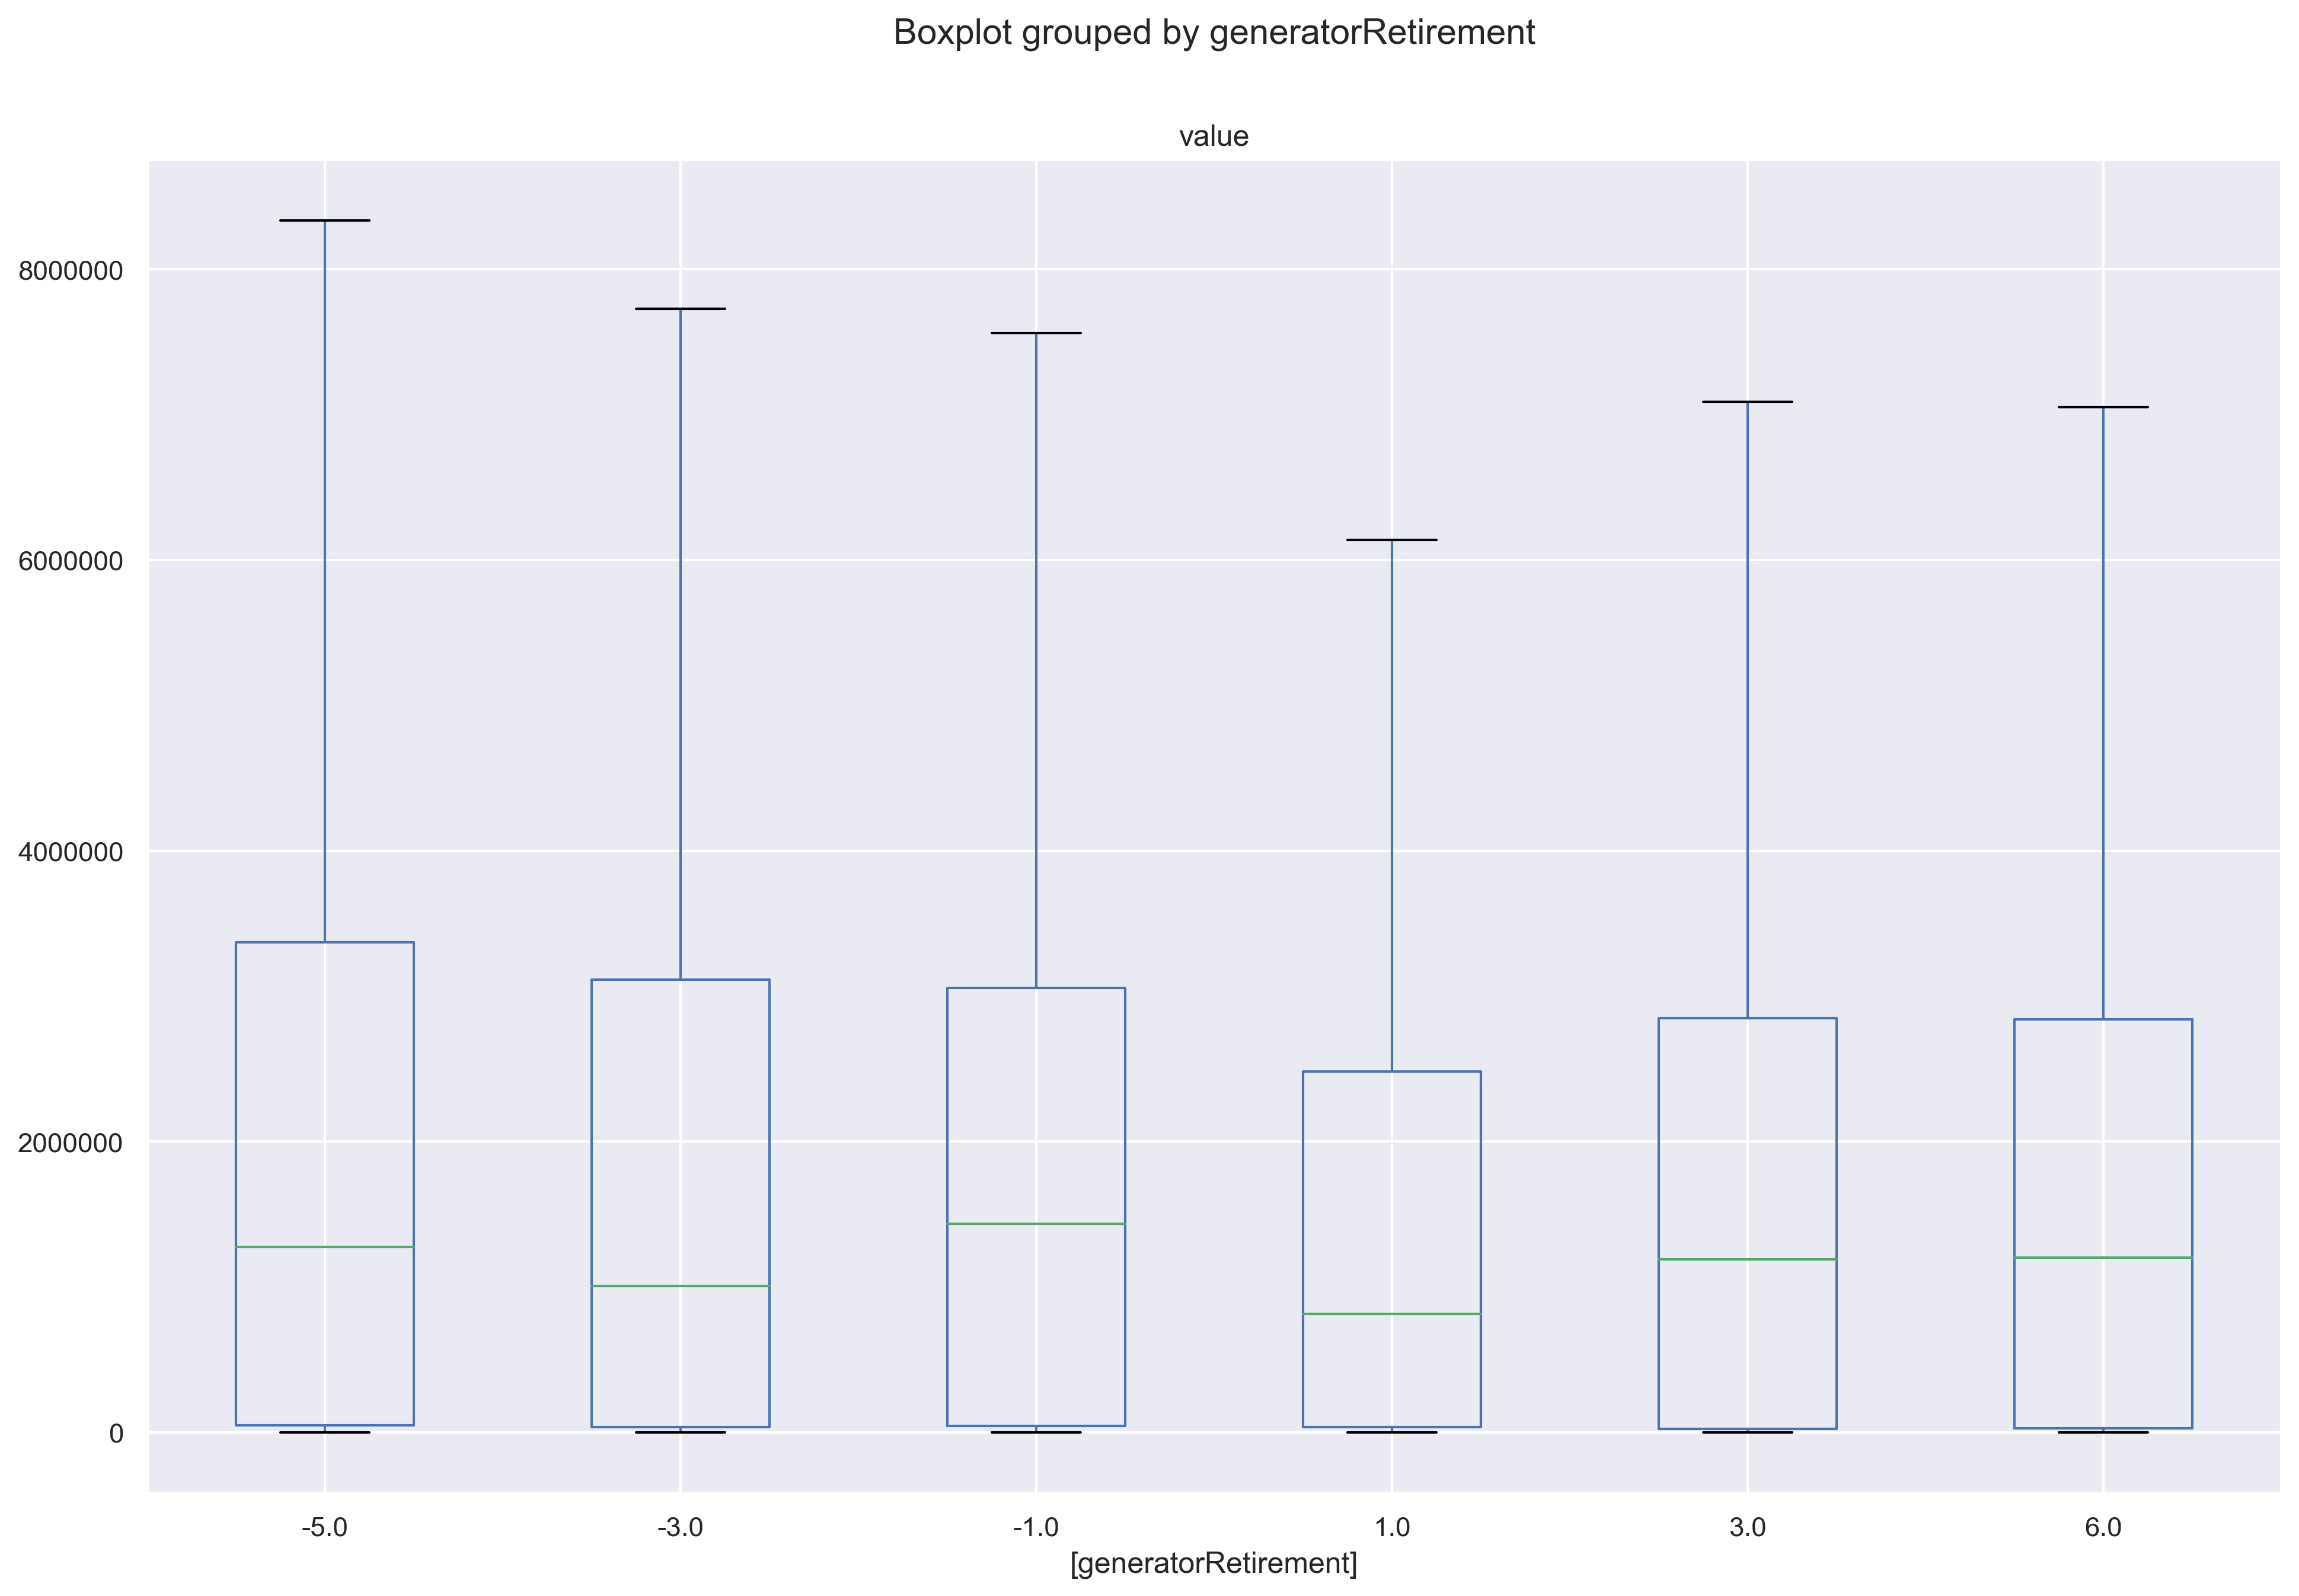 Boxplot grouped by generatorRetirement
value
8000000
6000000
4000000
2000000
0
-5.0 -3.0 -1.0 1.0 3.0 6.0
[generatorRetirement]